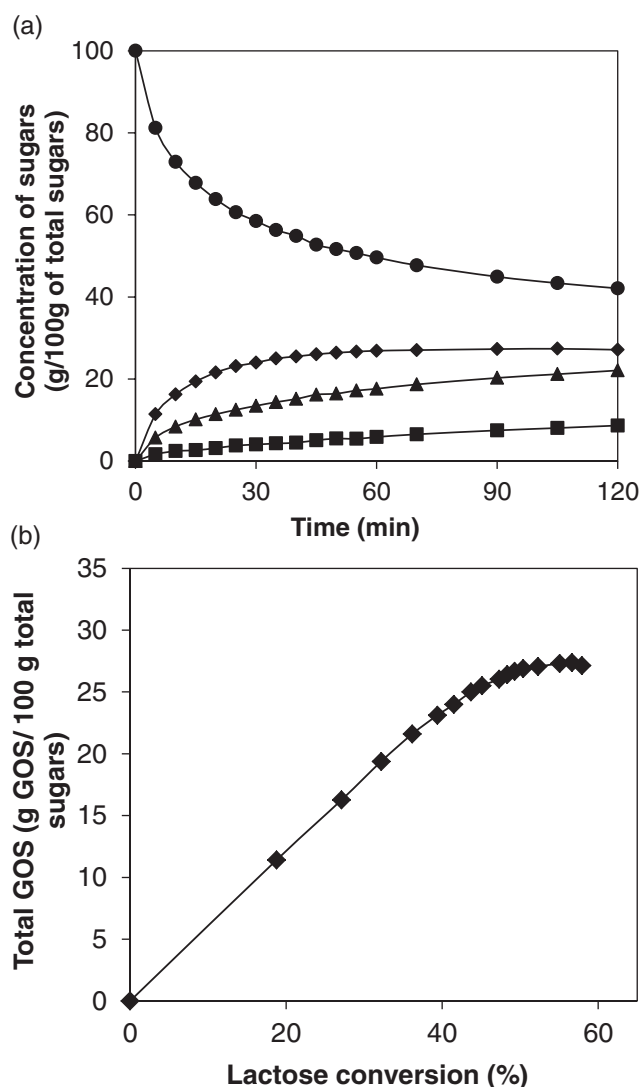 (a)
Concentration of sugars
(g/100g of total sugars)
100
80
60
40
20
0
0 30 60 90 120
Time (min)
(b)
Total GOS (g GOS/ 100 g total
sugars)
35
30
25
20
15
10
5
0
0 20 40 60
Lactose conversion (%)